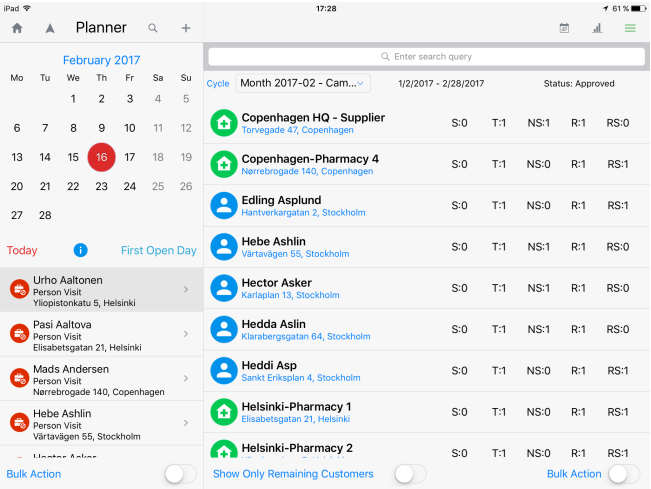 iPad 17:28 61 %
Planner
February 2017
Mo Tu We Th Fr Sa Su
1 2 3 4 5
6 7 8 9 10 11 12
13 14 15 16 17 18 19
20 21 22 23 24 25 26
27 28
Today i First Open Day
Urho Aaltonen
Person Visit
Yliopistonkatu 5, Helsinki
Pasi Aaltova
Person Visit
Elisabetsgatan 21, Helsinki
Mads Andersen
Person Visit
Nørrebrogade 140, Copenhagen
Hebe Ashlin
Person Visit
Värtavägen 55, Stockholm
Hector Asker
Bulk Action
Enter search query
Cycle Month 2017-02 - Cam... 1/2/2017 - 2/28/2017 Status: Approved
Copenhagen HQ - Supplier
Torvegade 47, Copenhagen
S:0 T:1 NS:1 R:1 RS:0
Copenhagen-Pharmacy 4
Nørrebrogade 140, Copenhagen
S:0 T:1 NS:0 R:1 RS:1
Edling Asplund
Hantverkargatan 2, Stockholm
S:0 T:1 NS:0 R:1 RS:1
Hebe Ashlin
Värtavägen 55, Stockholm
S:0 T:1 NS:1 R:1 RS:0
Hector Asker
Karlaplan 13, Stockholm
S:0 T:1 NS:1 R:1 RS:0
Hedda Aslin
Klarabergsgatan 64, Stockholm
S:0 T:1 NS:1 R:1 RS:0
Heddi Asp
Sankt Eriksplan 4, Stockholm
S:0 T:1 NS:0 R:1 RS:1
Helsinki-Pharmacy 1
Elisabetsgatan 21, Helsinki
S:0 T:1 NS:0 R:1 RS:1
Helsinki-Pharmacy 2
S:0 T:1 NS:0 R:1 RS:1
Show Only Remaining Customers Bulk Action